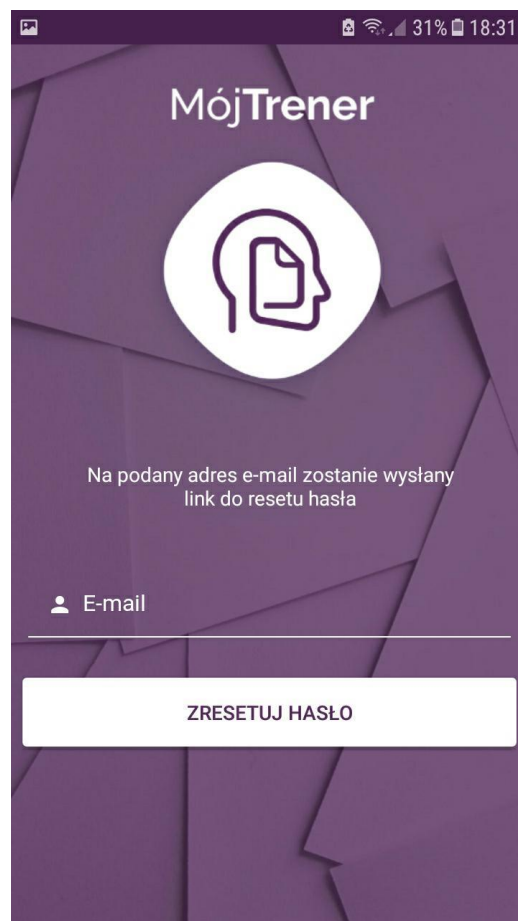 31% 18:31
MójTrener
Na podany adres e-mail zostanie wysłany
link do resetu hasła
E-mail
ZRESETUJ HASŁO